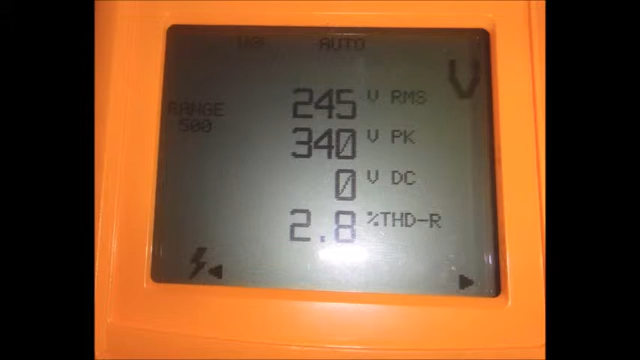 AUTO
V
RANGE
500
245 V RMS
340 V PK
0 V DC
2.8 %THD-R